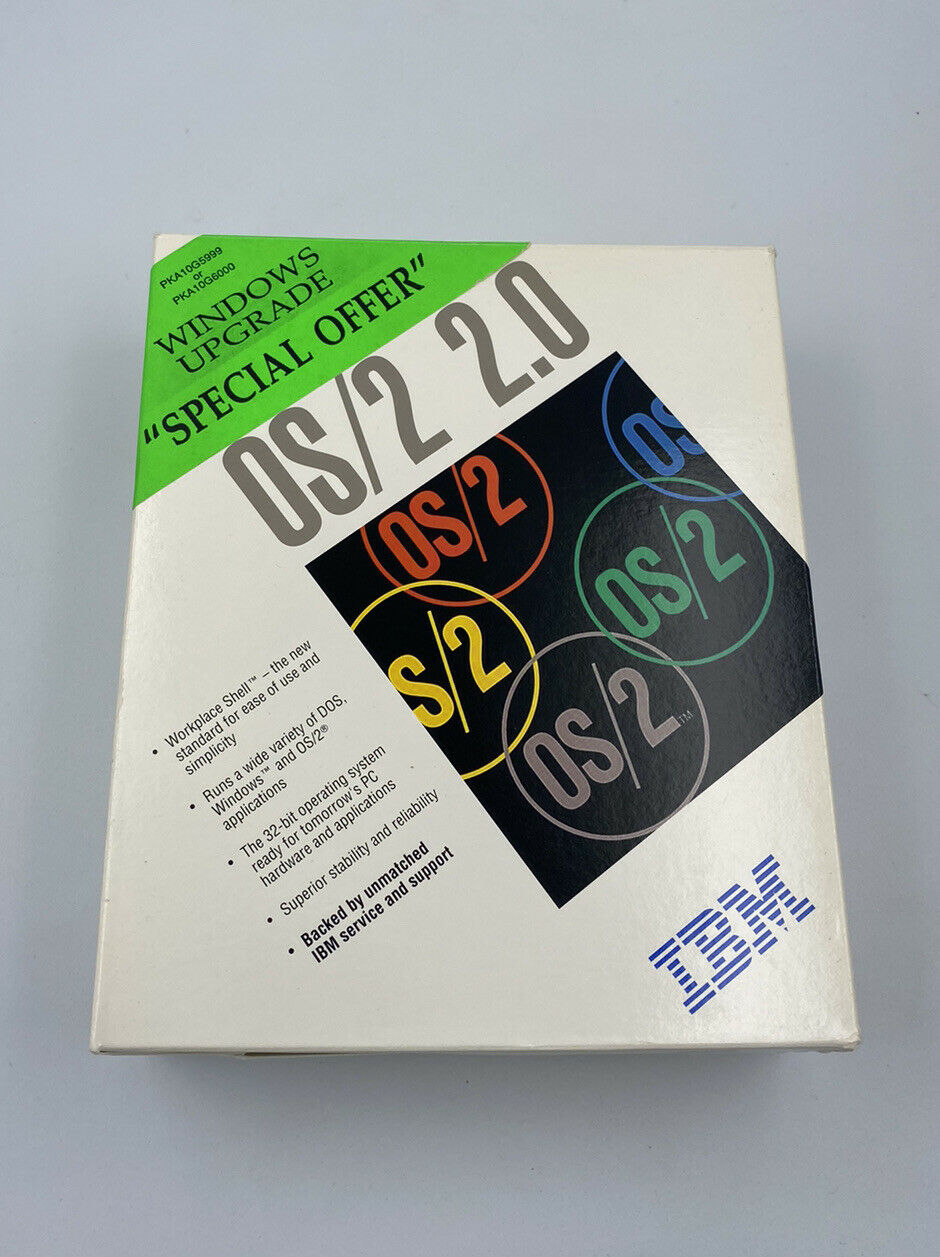 PKA10G5999
or
PKA10G6000
WINDOWS
UPGRADE
"SPECIAL OFFER"
OS/2 2.0
OS
OS/2
OS/2
S/2
OS/2™
• Workplace Shell™ – the new
standard for ease of use and
simplicity
• Runs a wide variety of DOS,
Windows™ and OS/2®
applications
• The 32-bit operating system
ready for tomorrow's PC
hardware and applications
• Superior stability and reliability
• Backed by unmatched
IBM service and support
IBM